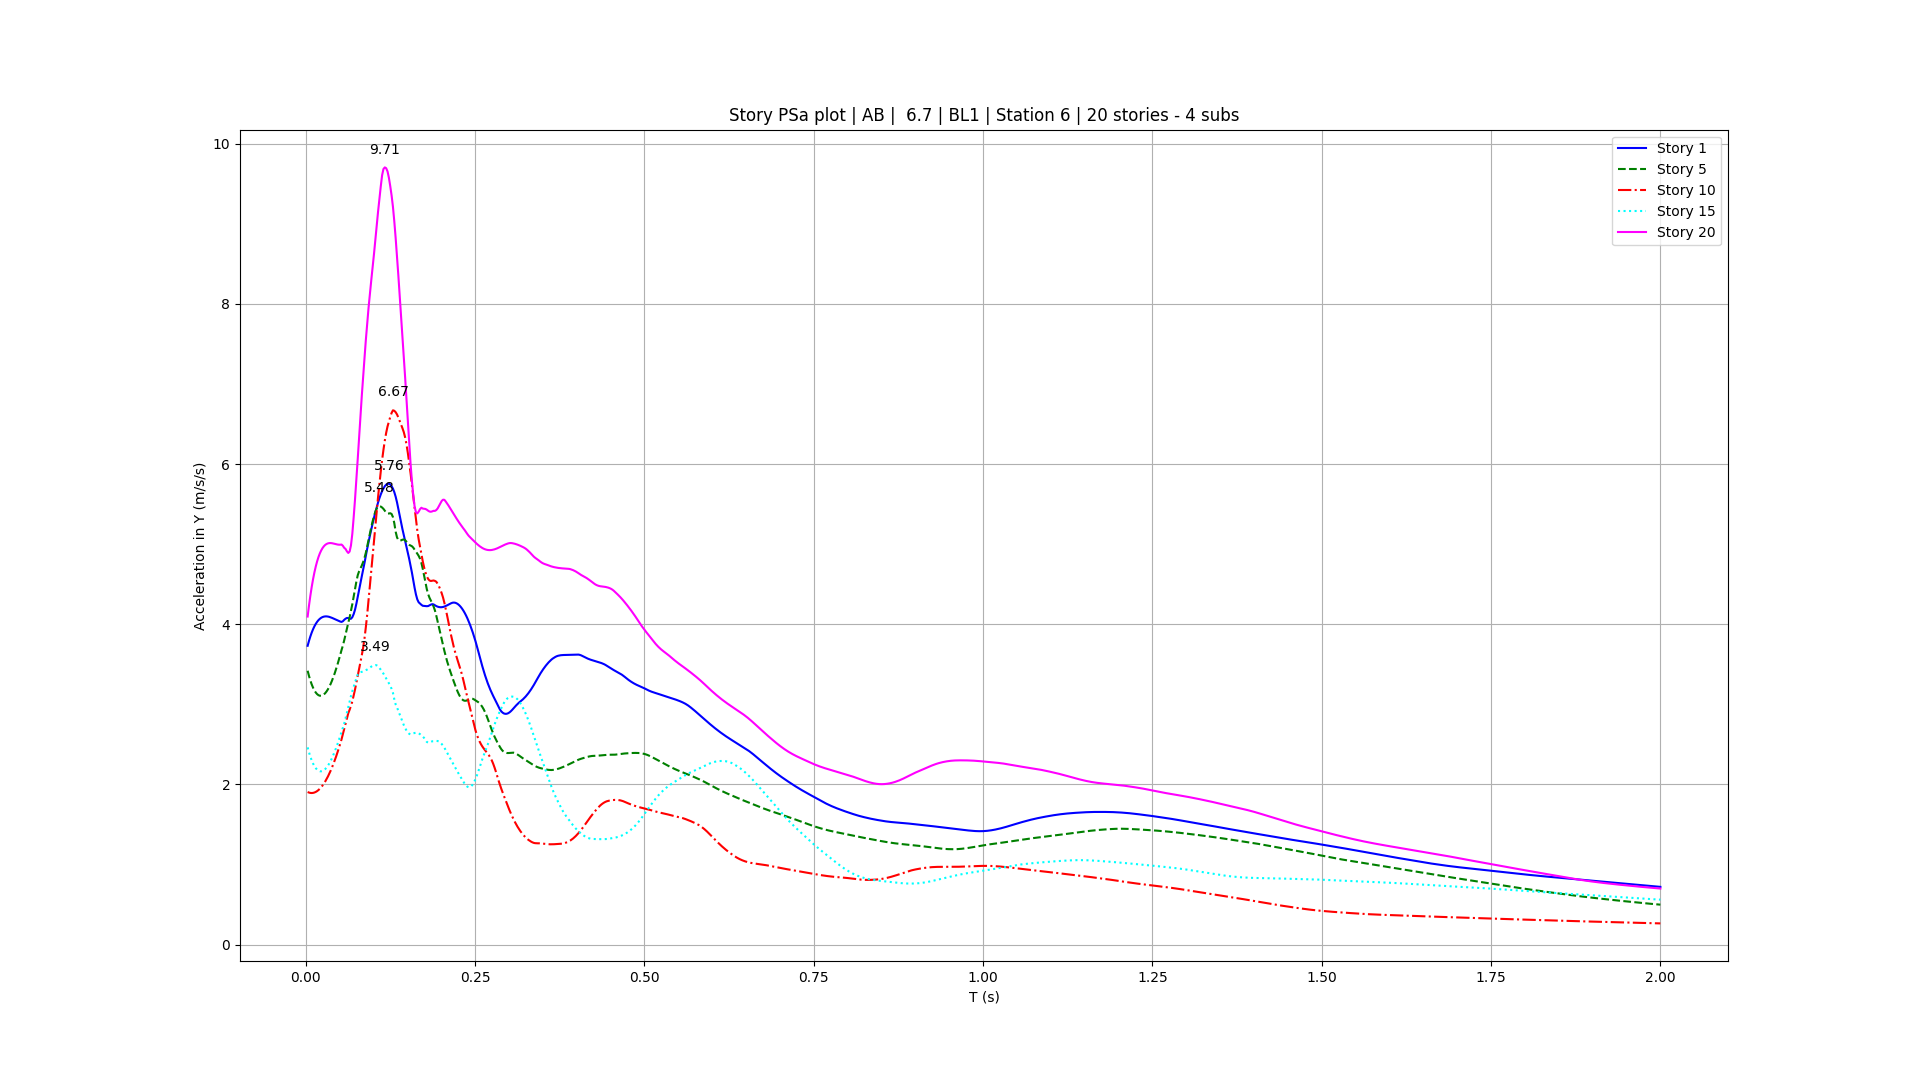 Story PSa plot | AB |  6.7 | BL1 | Station 6 | 20 stories - 4 subs
Acceleration in Y (m/s/s)
10
8
6
4
2
0
9.71
6.67
5.76
5.48
3.49
Story 1
Story 5
Story 10
Story 15
Story 20
0.00 0.25 0.50 0.75 1.00 1.25 1.50 1.75 2.00
T (s)